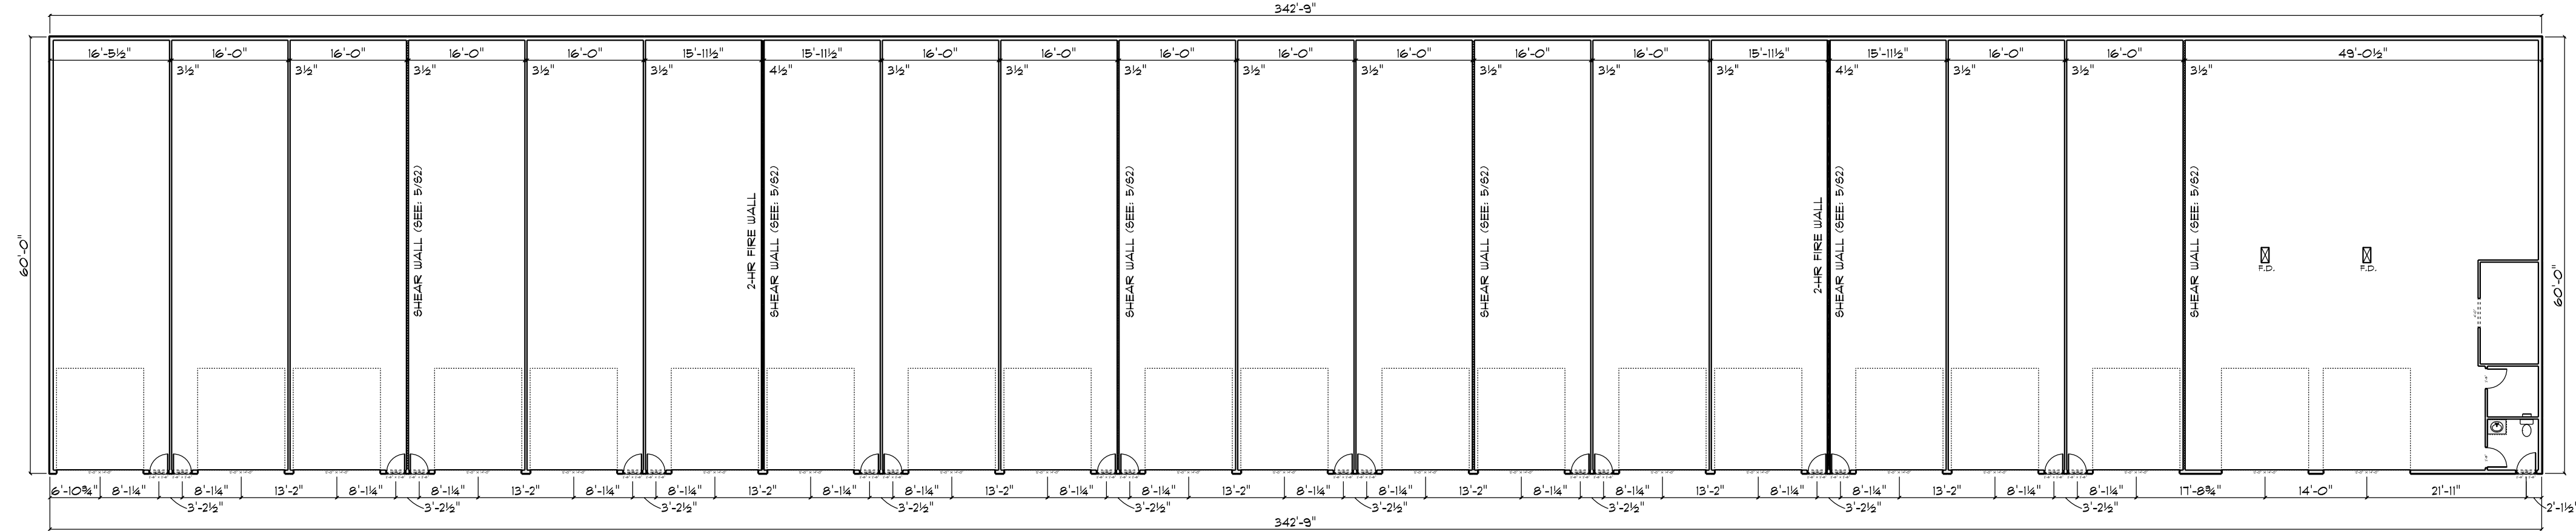 342'-9"
16'-5½" 16'-0" 16'-0" 16'-0" 16'-0" 15'-11½" 15'-11½" 16'-0" 16'-0" 16'-0" 16'-0" 16'-0" 16'-0" 16'-0" 15'-11½" 15'-11½" 16'-0" 16'-0" 49'-0½"
3½" 3½" 3½" 3½" 3½" 4½" 3½" 3½" 3½" 3½" 3½" 3½" 3½" 3½" 4½" 3½" 3½" 3½"
60'-0"
SHEAR WALL (SEE: 5/S2)
2-HR FIRE WALL
SHEAR WALL (SEE: 5/S2)
SHEAR WALL (SEE: 5/S2)
SHEAR WALL (SEE: 5/S2)
2-HR FIRE WALL
SHEAR WALL (SEE: 5/S2)
SHEAR WALL (SEE: 5/S2)
F.D. F.D.
60'-0"
6'-10¾" 8'-1¼" 8'-1¼" 13'-2" 8'-1¼" 8'-1¼" 13'-2" 8'-1¼" 8'-1¼" 13'-2" 8'-1¼" 8'-1¼" 13'-2" 8'-1¼" 8'-1¼" 13'-2" 8'-1¼" 8'-1¼" 13'-2" 8'-1¼" 8'-1¼" 13'-2" 8'-1¼" 8'-1¼" 13'-2" 8'-1¼" 8'-1¼" 17'-8¾" 14'-0" 21'-11"
3'-2½" 3'-2½" 3'-2½" 3'-2½" 3'-2½" 3'-2½" 3'-2½" 3'-2½" 3'-2½" 2'-1½"
342'-9"